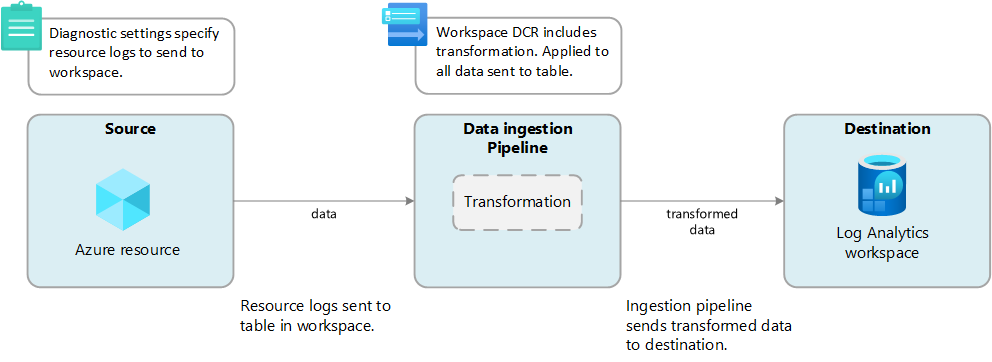 Diagnostic settings specify
resource logs to send to
workspace.
Workspace DCR includes
transformation. Applied to
all data sent to table.
Source
Azure resource
data
Data ingestion
Pipeline
Transformation
transformed
data
Destination
Log Analytics
workspace
Resource logs sent to
table in workspace.
Ingestion pipeline
sends transformed data
to destination.